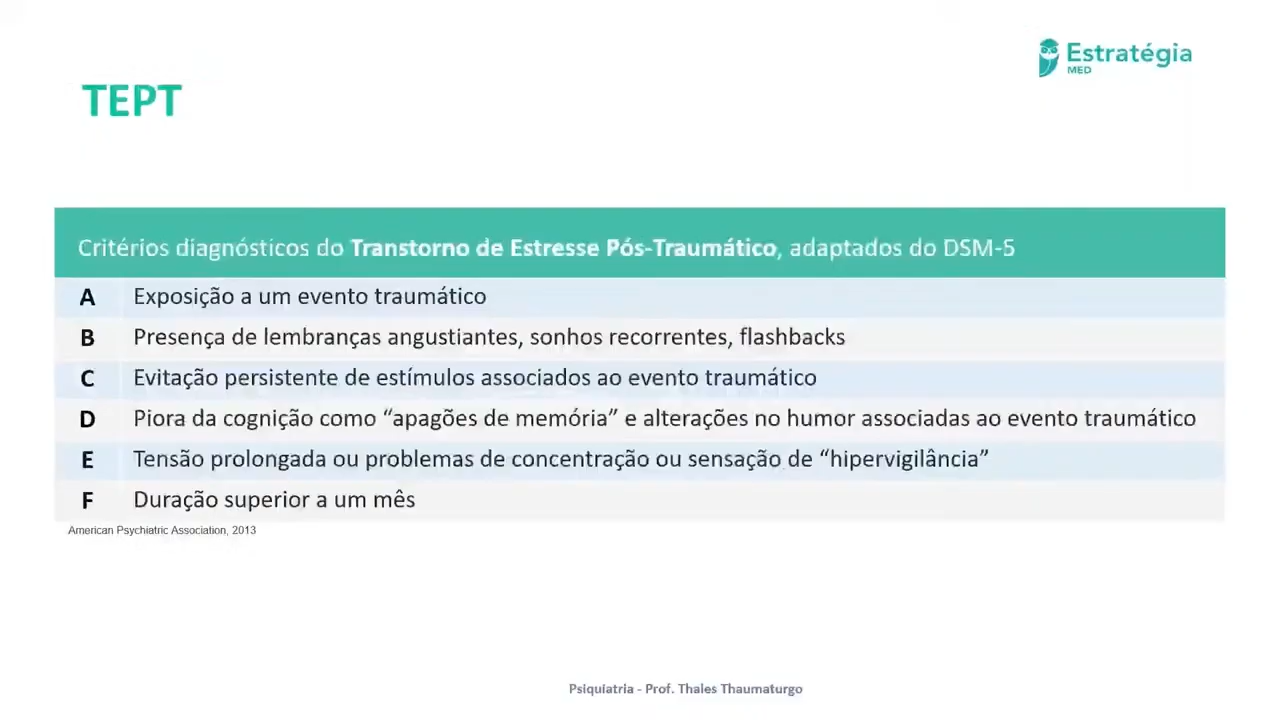 Estratégia
MED
TEPT
Critérios diagnósticos do Transtorno de Estresse Pós-Traumático, adaptados do DSM-5
A Exposição a um evento traumático
B Presença de lembranças angustiantes, sonhos recorrentes, flashbacks
C Evitação persistente de estímulos associados ao evento traumático
D Piora da cognição como “apagões de memória” e alterações no humor associadas ao evento traumático
E Tensão prolongada ou problemas de concentração ou sensação de “hipervigilância”
F Duração superior a um mês
American Psychiatric Association, 2013
Psiquiatria - Prof. Thales Thaumaturgo